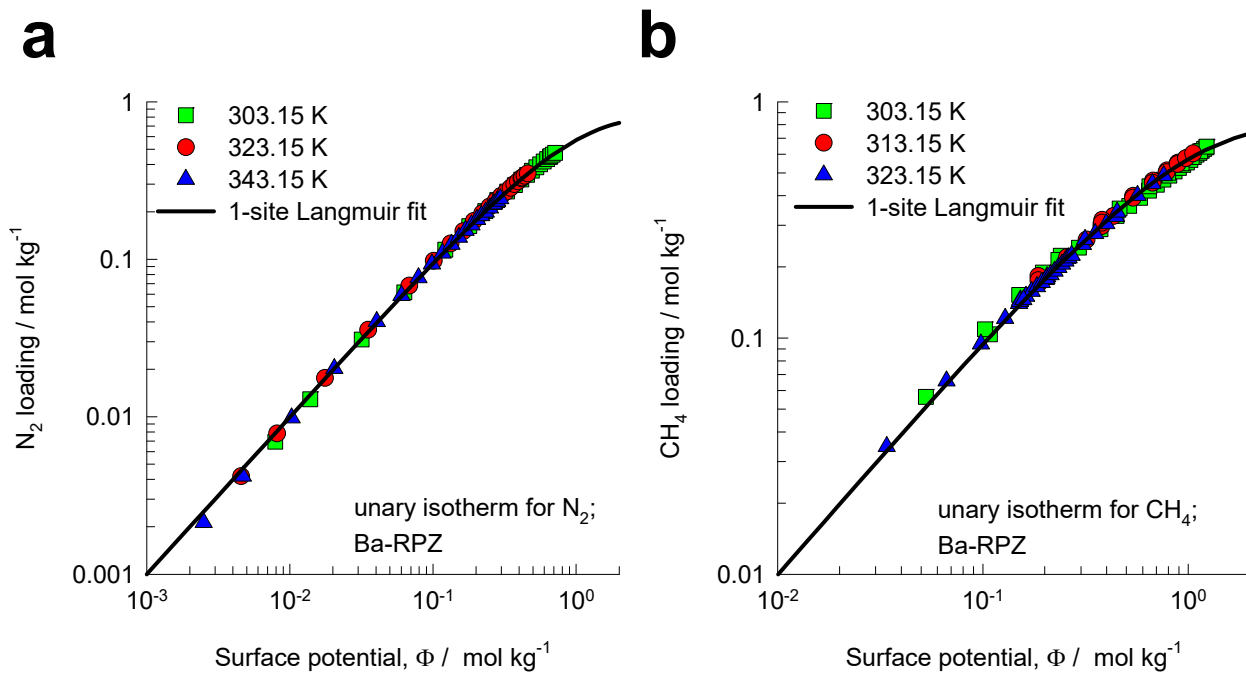 a
1
0.1
0.01
0.001
N₂ loading / mol kg⁻¹
303.15 K
323.15 K
343.15 K
1-site Langmuir fit
unary isotherm for N₂;
Ba-RPZ
10⁻³ 10⁻² 10⁻¹ 10⁰
Surface potential, Φ / mol kg⁻¹
b
1
0.1
0.01
CH₄ loading / mol kg⁻¹
303.15 K
313.15 K
323.15 K
1-site Langmuir fit
unary isotherm for CH₄;
Ba-RPZ
10⁻² 10⁻¹ 10⁰
Surface potential, Φ / mol kg⁻¹